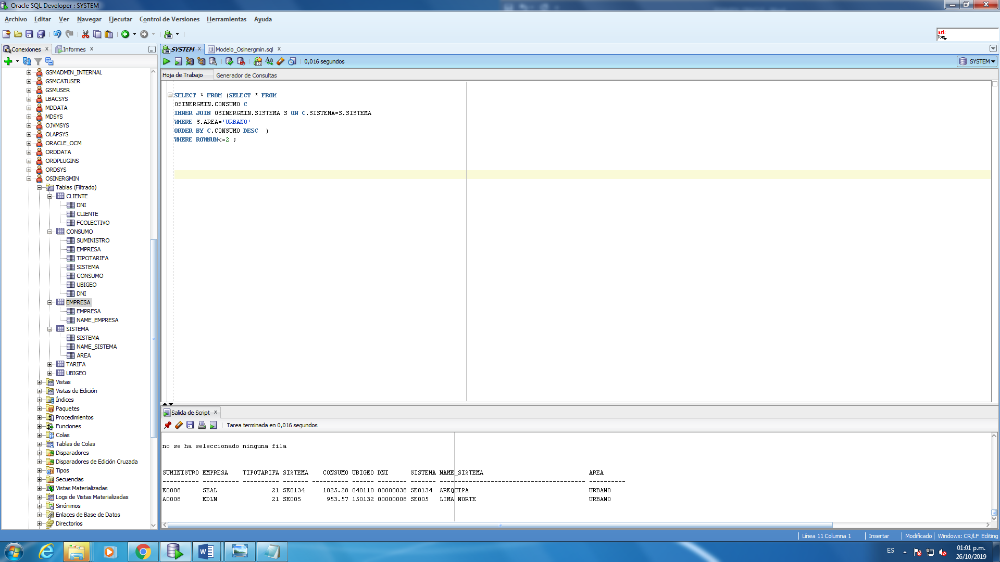 Oracle SQL Developer : SYSTEM
Archivo Editar Ver Navegar Ejecutar Control de Versiones Herramientas Ayuda
ask
Tom
Conexiones x Informes x
SYSTEM x Modelo_Osinergmin.sql x
0,016 segundos
SYSTEM
Hoja de Trabajo Generador de Consultas
GSMADMIN_INTERNAL
GSMCATUSER
GSMUSER
LBACSYS
MDDATA
MDSYS
OJVMSYS
OLAPSYS
ORACLE_OCM
ORDDATA
ORDPLUGINS
ORDSYS
OSINERGMIN
Tablas (Filtrado)
CLIENTE
DNI
CLIENTE
FCOLECTIVO
CONSUMO
SUMINISTRO
EMPRESA
TIPOTARIFA
SISTEMA
CONSUMO
UBIGEO
DNI
EMPRESA
EMPRESA
NAME_EMPRESA
SISTEMA
SISTEMA
NAME_SISTEMA
AREA
TARIFA
UBIGEO
Vistas
Vistas de Edición
Índices
Paquetes
Procedimientos
Funciones
Colas
Tablas de Colas
Disparadores
Disparadores de Edición Cruzada
Tipos
Secuencias
Vistas Materializadas
Logs de Vistas Materializadas
Sinónimos
Enlaces de Base de Datos
Directorios
SELECT * FROM (SELECT * FROM
OSINERGMIN.CONSUMO C
INNER JOIN OSINERGMIN.SISTEMA S ON C.SISTEMA=S.SISTEMA
WHERE S.AREA='URBANO'
ORDER BY C.CONSUMO DESC )
WHERE ROWNUM<=2 ;
Salida de Script x
Tarea terminada en 0,016 segundos
no se ha seleccionado ninguna fila
SUMINISTRO EMPRESA TIPOTARIFA SISTEMA CONSUMO UBIGEO DNI SISTEMA NAME_SISTEMA AREA
---------- ---------- ---------- ------- ---------- ------ -------- ------- ---------------------------------------- ----------
E0008 SEAL 21 SE0134 1025.28 040110 00000038 SE0134 AREQUIPA URBANO
A0008 EDLN 21 SE005 953.57 150132 00000008 SE005 LIMA NORTE URBANO
Línea 11 Columna 1 Insertar Modificado Windows: CR/LF Editing
ES
01:01 p.m.
26/10/2019